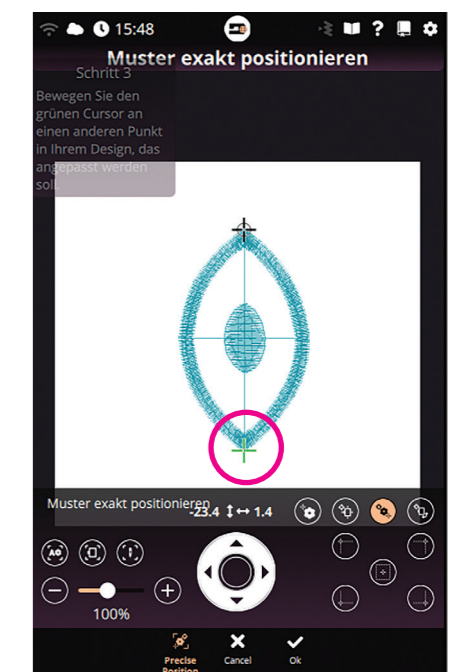 15:48
?
Muster exakt positionieren
Schritt 3
Bewegen Sie den
grünen Cursor an
einen anderen Punkt
in Ihrem Design, das
angepasst werden
soll.
Muster exakt positionieren
-23.4 1.4
100%
Precise
Position
Cancel
Ok